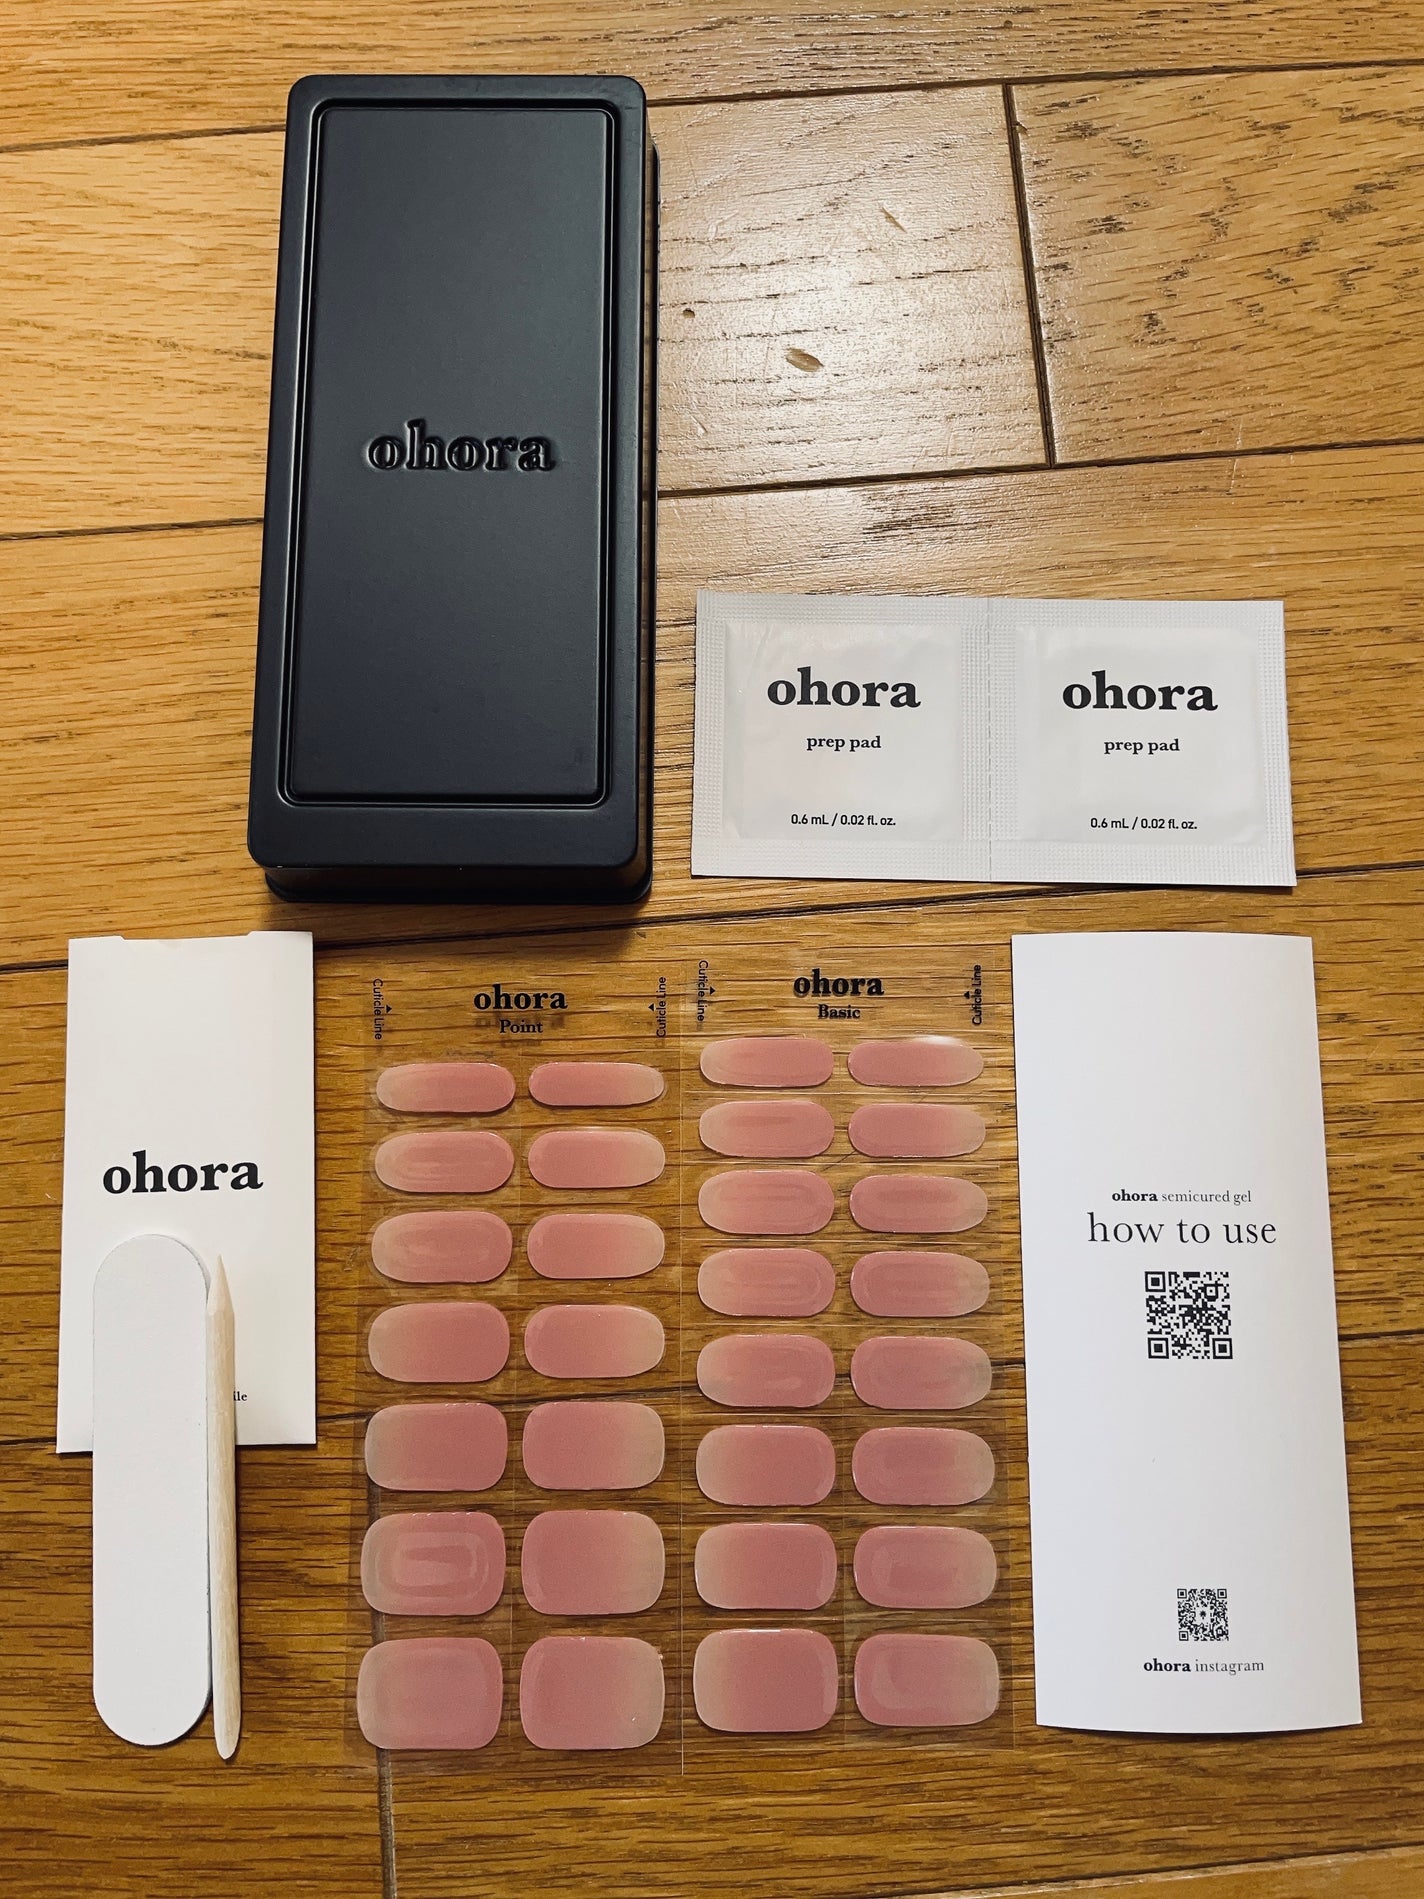 ohora
ohora
prep pad
0.6 mL / 0.02 fl. oz.
ohora
prep pad
0.6 mL / 0.02 fl. oz.
ohora
Cuticle Line
ohora
Point
Cuticle Line
Cuticle Line
ohora
Basic
Cuticle Line
ohora semicured gel
how to use
ohora instagram